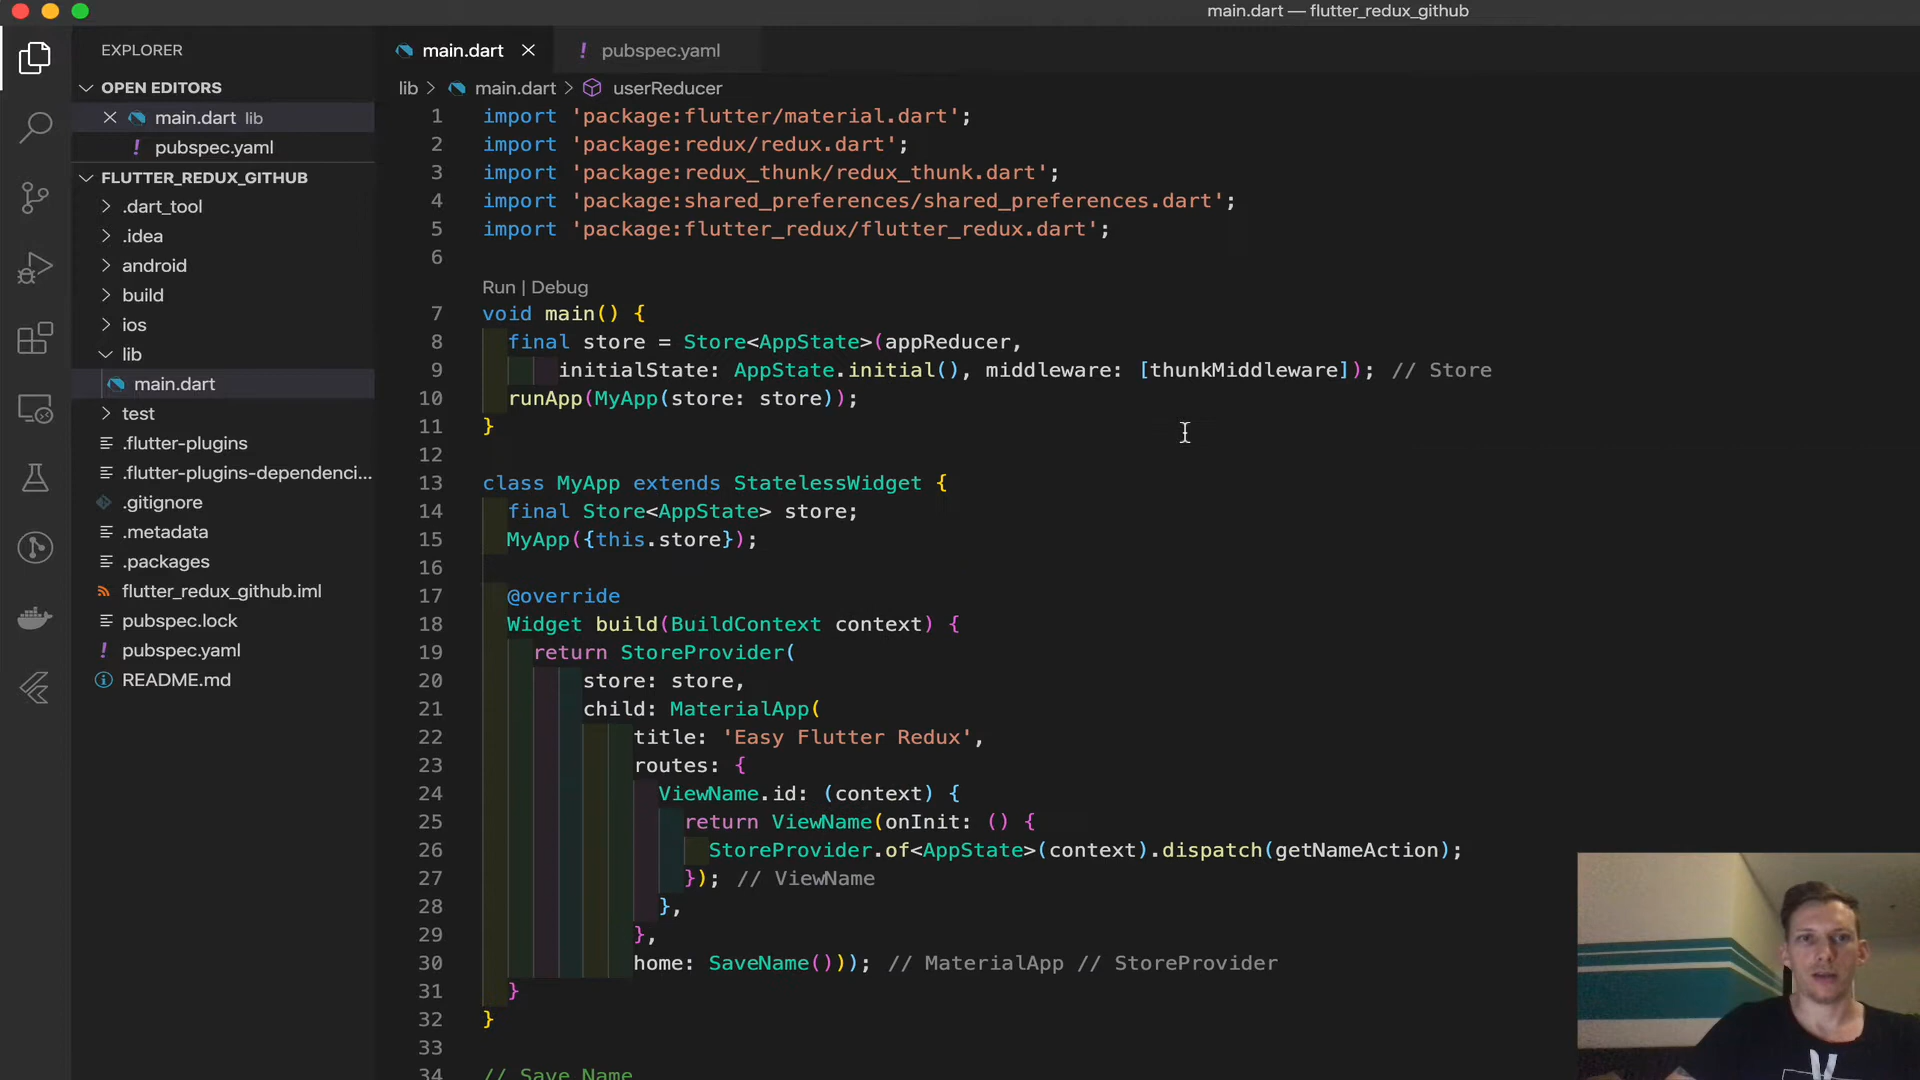 main.dart — flutter_redux_github
EXPLORER
OPEN EDITORS
main.dart lib
! pubspec.yaml
FLUTTER_REDUX_GITHUB
.dart_tool
.idea
android
build
ios
lib
main.dart
test
.flutter-plugins
.flutter-plugins-dependenci...
.gitignore
.metadata
.packages
flutter_redux_github.iml
pubspec.lock
! pubspec.yaml
README.md
main.dart
! pubspec.yaml
lib > main.dart > userReducer
1 import 'package:flutter/material.dart';
2 import 'package:redux/redux.dart';
3 import 'package:redux_thunk/redux_thunk.dart';
4 import 'package:shared_preferences/shared_preferences.dart';
5 import 'package:flutter_redux/flutter_redux.dart';
6
Run | Debug
7 void main() {
8 final store = Store<AppState>(appReducer,
9 initialState: AppState.initial(), middleware: [thunkMiddleware]); // Store
10 runApp(MyApp(store: store));
11 }
12
13 class MyApp extends StatelessWidget {
14 final Store<AppState> store;
15 MyApp({this.store});
16
17 @override
18 Widget build(BuildContext context) {
19 return StoreProvider(
20 store: store,
21 child: MaterialApp(
22 title: 'Easy Flutter Redux',
23 routes: {
24 ViewName.id: (context) {
25 return ViewName(onInit: () {
26 StoreProvider.of<AppState>(context).dispatch(getNameAction);
27 }); // ViewName
28 },
29 },
30 home: SaveName())); // MaterialApp // StoreProvider
31 }
32 }
33
34 // Save Name